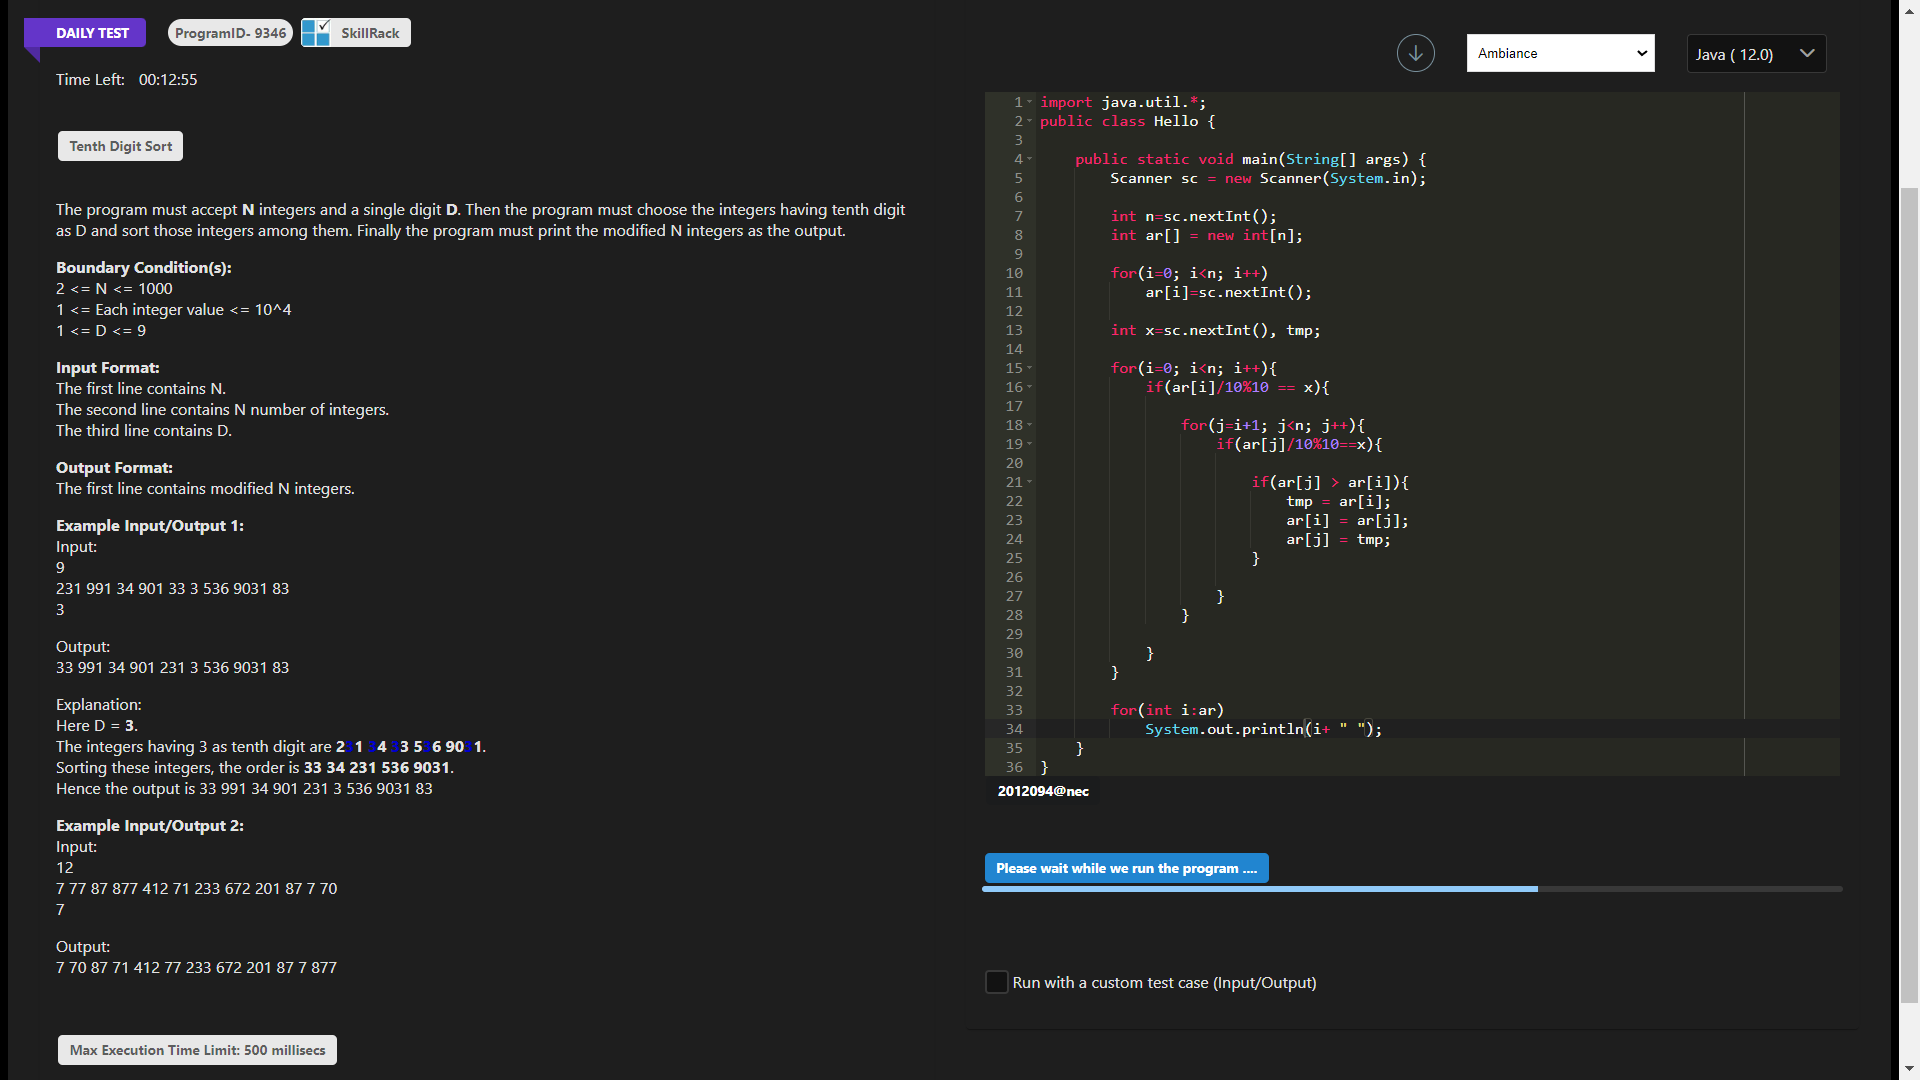 DAILY TEST
ProgramID- 9346
SkillRack
Time Left: 00:12:55
Tenth Digit Sort
The program must accept N integers and a single digit D. Then the program must choose the integers having tenth digit
as D and sort those integers among them. Finally the program must print the modified N integers as the output.
Boundary Condition(s):
2 <= N <= 1000
1 <= Each integer value <= 10^4
1 <= D <= 9
Input Format:
The first line contains N.
The second line contains N number of integers.
The third line contains D.
Output Format:
The first line contains modified N integers.
Example Input/Output 1:
Input:
9
231 991 34 901 33 3 536 9031 83
3
Output:
33 991 34 901 231 3 536 9031 83
Explanation:
Here D = 3.
The integers having 3 as tenth digit are 231 34 33 536 9031.
Sorting these integers, the order is 33 34 231 536 9031.
Hence the output is 33 991 34 901 231 3 536 9031 83
Example Input/Output 2:
Input:
12
7 77 87 877 412 71 233 672 201 87 7 70
7
Output:
7 70 87 71 412 77 233 672 201 87 7 877
Max Execution Time Limit: 500 millisecs
Ambiance
Java ( 12.0)
1 import java.util.*;
2 public class Hello {
3
4 public static void main(String[] args) {
5 Scanner sc = new Scanner(System.in);
6
7 int n=sc.nextInt();
8 int ar[] = new int[n];
9
10 for(i=0; i<n; i++)
11 ar[i]=sc.nextInt();
12
13 int x=sc.nextInt(), tmp;
14
15 for(i=0; i<n; i++){
16 if(ar[i]/10%10 == x){
17
18 for(j=i+1; j<n; j++){
19 if(ar[j]/10%10==x){
20
21 if(ar[j] > ar[i]){
22 tmp = ar[i];
23 ar[i] = ar[j];
24 ar[j] = tmp;
25 }
26
27 }
28 }
29
30 }
31 }
32
33 for(int i:ar)
34 System.out.println(i+ " ");
35 }
36 }
2012094@nec
Please wait while we run the program ....
Run with a custom test case (Input/Output)